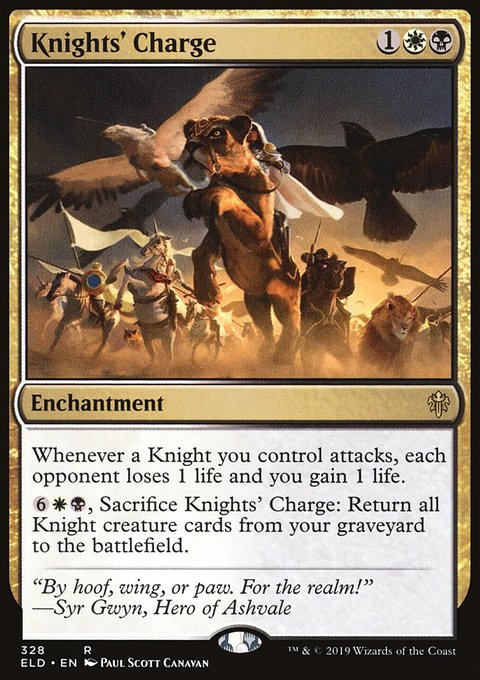 Knights' Charge 1
Enchantment
Whenever a Knight you control attacks, each
opponent loses 1 life and you gain 1 life.
6, Sacrifice Knights' Charge: Return all
Knight creature cards from your graveyard
to the battlefield.
“By hoof, wing, or paw. For the realm!”
—Syr Gwyn, Hero of Ashvale
328 R
ELD • EN Paul Scott Canavan
™ & © 2019 Wizards of the Coast